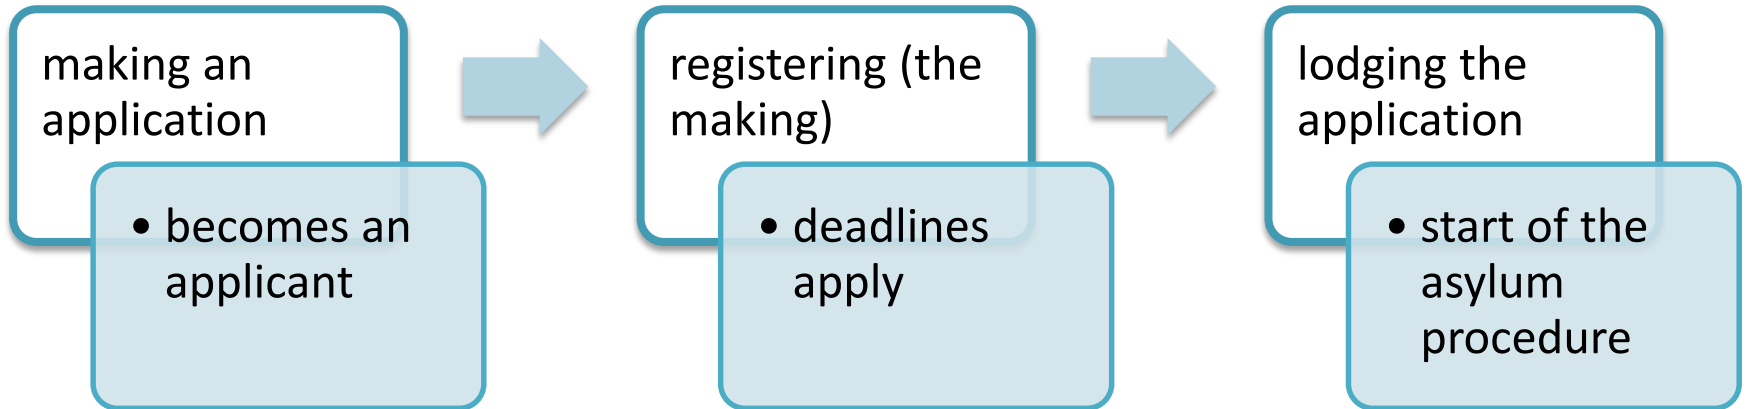 making an
application
• becomes an
applicant
registering (the
making)
• deadlines
apply
lodging the
application
• start of the
asylum
procedure